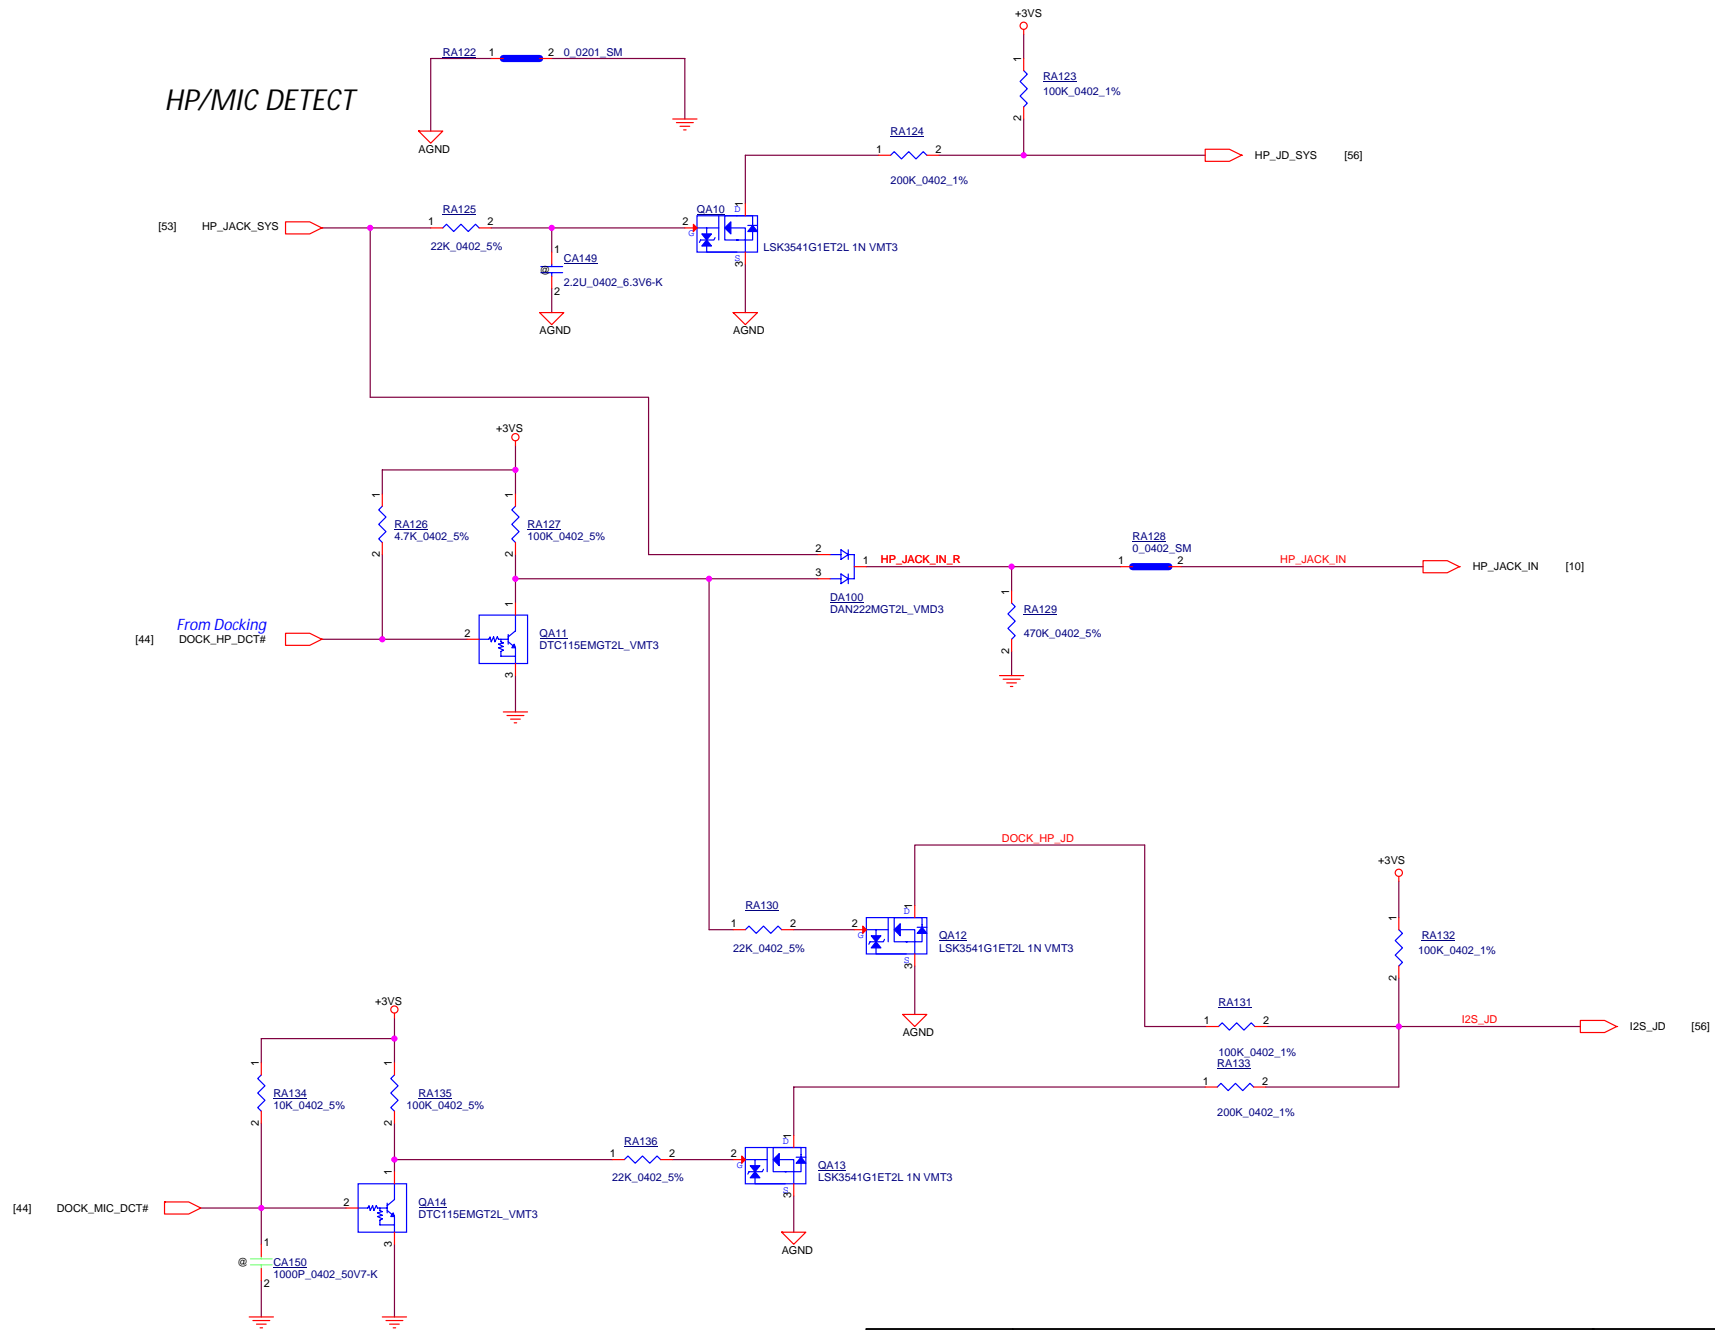 +3VS
RA122 1 2 0_0201_SM
HP/MIC DETECT
1
RA123
100K_0402_1%
2
AGND
RA124
1 2
200K_0402_1%
HP_JD_SYS [56]
[53] HP_JACK_SYS
RA125
1 2
22K_0402_5%
QA10
1
D
2
G
LSK3541G1ET2L 1N VMT3
S
3
1
CA149
@
2.2U_0402_6.3V6-K
2
AGND
AGND
+3VS
1
RA126
4.7K_0402_5%
2
1
RA127
100K_0402_5%
2
2
3
1
HP_JACK_IN_R
DA100
DAN222MGT2L_VMD3
RA128
0_0402_SM
1 2
HP_JACK_IN
HP_JACK_IN [10]
1
RA129
470K_0402_5%
2
From Docking
[44] DOCK_HP_DCT#
1
2
QA11
DTC115EMGT2L_VMT3
3
DOCK_HP_JD
+3VS
RA130
1 2
22K_0402_5%
1
D
2
G
QA12
LSK3541G1ET2L 1N VMT3
S
3
AGND
1
RA132
100K_0402_1%
2
RA131
1 2
100K_0402_1%
I2S_JD
I2S_JD [56]
RA133
1 2
200K_0402_1%
+3VS
1
RA134
10K_0402_5%
2
1
RA135
100K_0402_5%
2
RA136
1 2
22K_0402_5%
1
D
2
G
QA13
LSK3541G1ET2L 1N VMT3
S
3
AGND
[44] DOCK_MIC_DCT#
1
2
QA14
DTC115EMGT2L_VMT3
3
1
@
CA150
1000P_0402_50V7-K
2